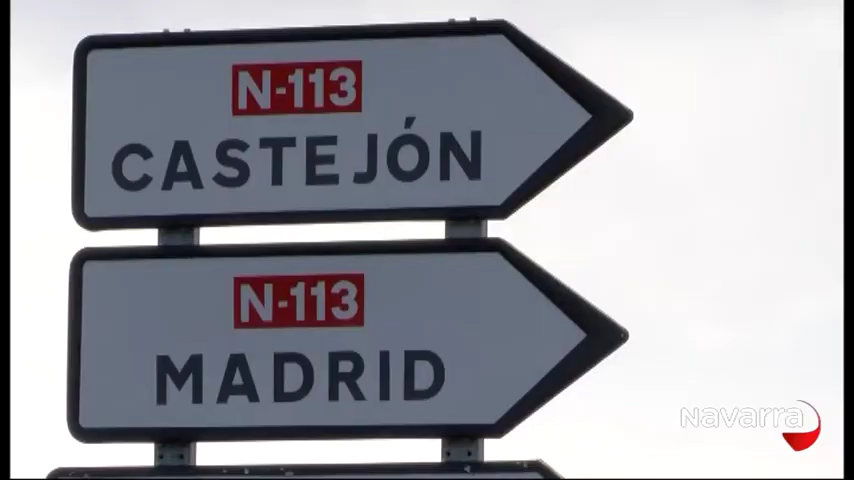 N-113
CASTEJÓN
N-113
MADRID
Navarra